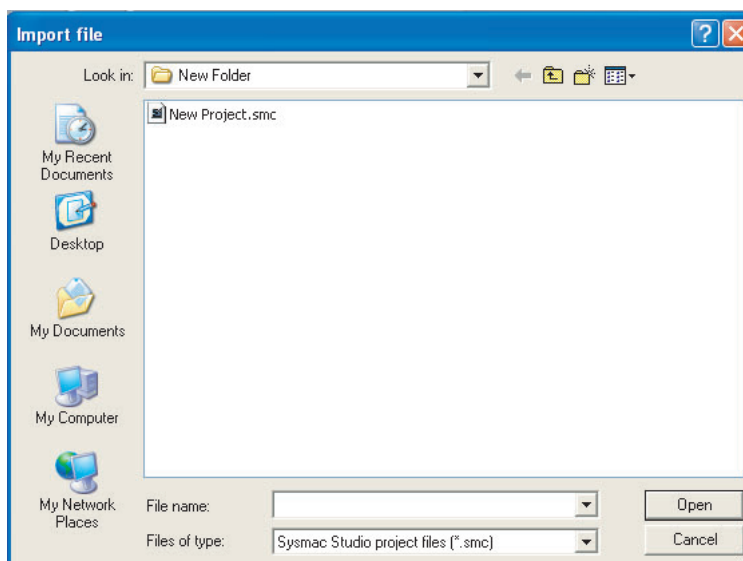 Import file
Look in:
New Folder
New Project.smc
My Recent
Documents
Desktop
My Documents
My Computer
My Network
Places
File name:
Open
Files of type:
Sysmac Studio project files (*.smc)
Cancel